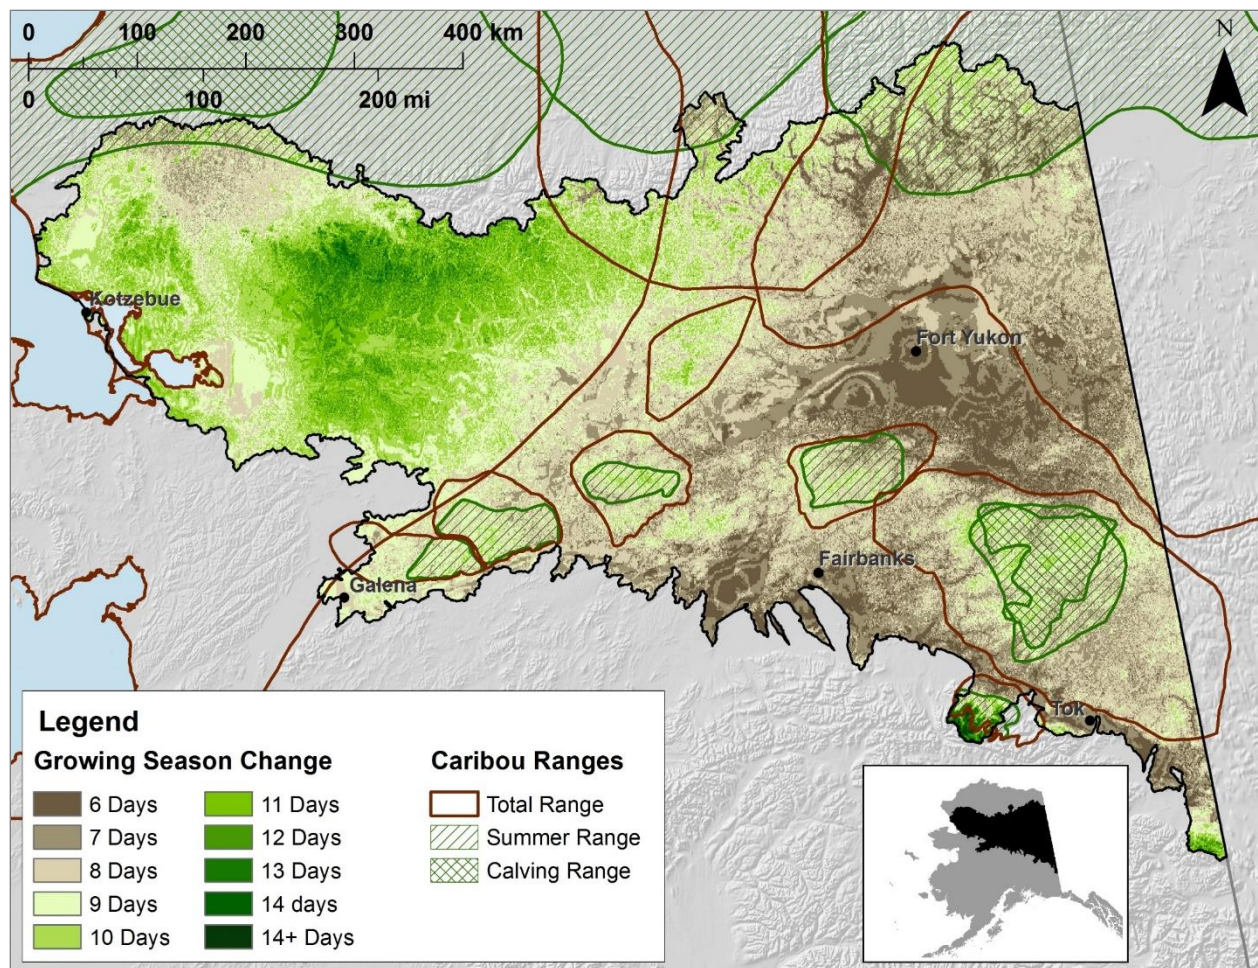 0 100 200 300 400 km
0 100 200 mi
N
Kotzebue
Fort Yukon
Fairbanks
Galena
Tok
Legend
Growing Season Change
6 Days
7 Days
8 Days
9 Days
10 Days
11 Days
12 Days
13 Days
14 days
14+ Days
Caribou Ranges
Total Range
Summer Range
Calving Range